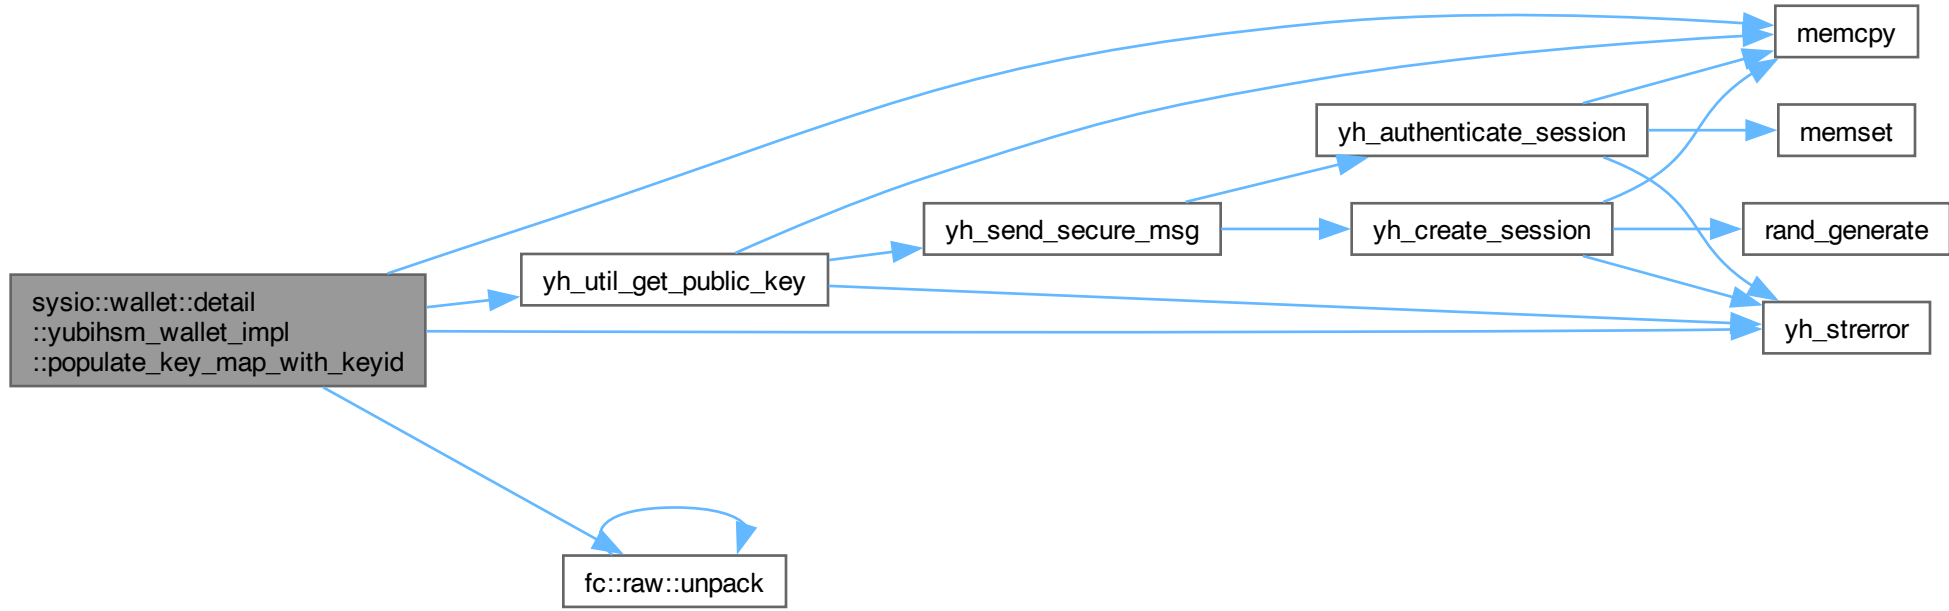 memcpy
yh_authenticate_session
memset
yh_send_secure_msg
yh_create_session
rand_generate
yh_util_get_public_key
sysio::wallet::detail
::yubihsm_wallet_impl
::populate_key_map_with_keyid
yh_strerror
fc::raw::unpack